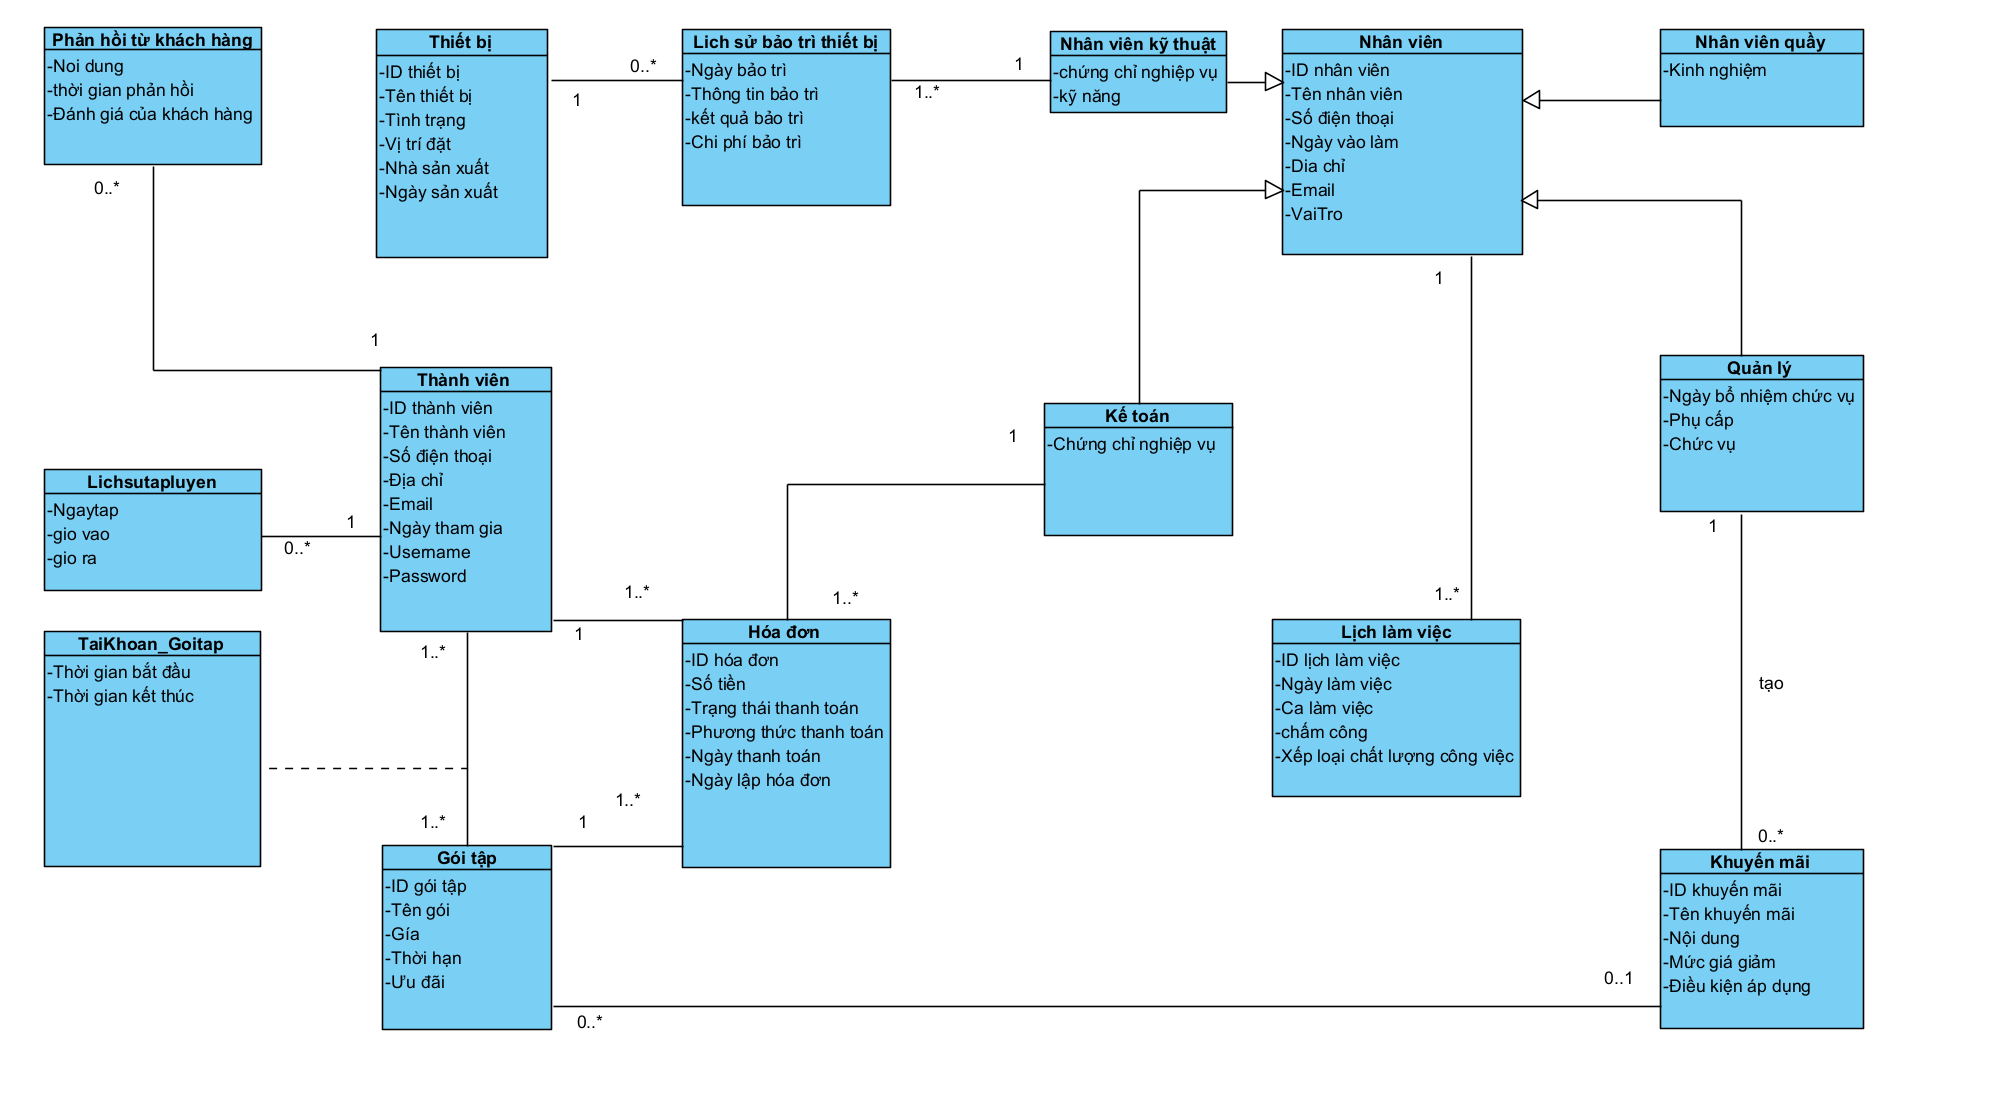 Phản hồi từ khách hàng
-Noi dung
-thời gian phản hồi
-Đánh giá của khách hàng
0..*
Thiết bị
-ID thiết bị
-Tên thiết bị
-Tình trạng
-Vị trí đặt
-Nhà sản xuất
-Ngày sản xuất
0..*
1
Lich sử bảo trì thiết bị
-Ngày bảo trì
-Thông tin bảo trì
-kết quả bảo trì
-Chi phí bảo trì
1
1..*
Nhân viên kỹ thuật
-chứng chỉ nghiệp vụ
-kỹ năng
Nhân viên
-ID nhân viên
-Tên nhân viên
-Số điện thoại
-Ngày vào làm
-Dia chỉ
-Email
-VaiTro
1
Nhân viên quầy
-Kinh nghiệm
1
Thành viên
-ID thành viên
-Tên thành viên
-Số điện thoại
-Địa chỉ
-Email
-Ngày tham gia
-Username
-Password
Kế toán
-Chứng chỉ nghiệp vụ
1
Quản lý
-Ngày bổ nhiệm chức vụ
-Phụ cấp
-Chức vụ
1
Lichsutapluyen
-Ngaytap
-gio vao
-gio ra
1
0..*
1..*
1
1..*
1..*
1..*
TaiKhoan_Goitap
-Thời gian bắt đầu
-Thời gian kết thúc
Hóa đơn
-ID hóa đơn
-Số tiền
-Trạng thái thanh toán
-Phương thức thanh toán
-Ngày thanh toán
-Ngày lập hóa đơn
Lịch làm việc
-ID lịch làm việc
-Ngày làm việc
-Ca làm việc
-chấm công
-Xếp loại chất lượng công việc
tạo
1..*
1..*
1
0..*
Gói tập
-ID gói tập
-Tên gói
-Gía
-Thời hạn
-Ưu đãi
Khuyến mãi
-ID khuyến mãi
-Tên khuyến mãi
-Nội dung
-Mức giá giảm
-Điều kiện áp dụng
0..1
0..*